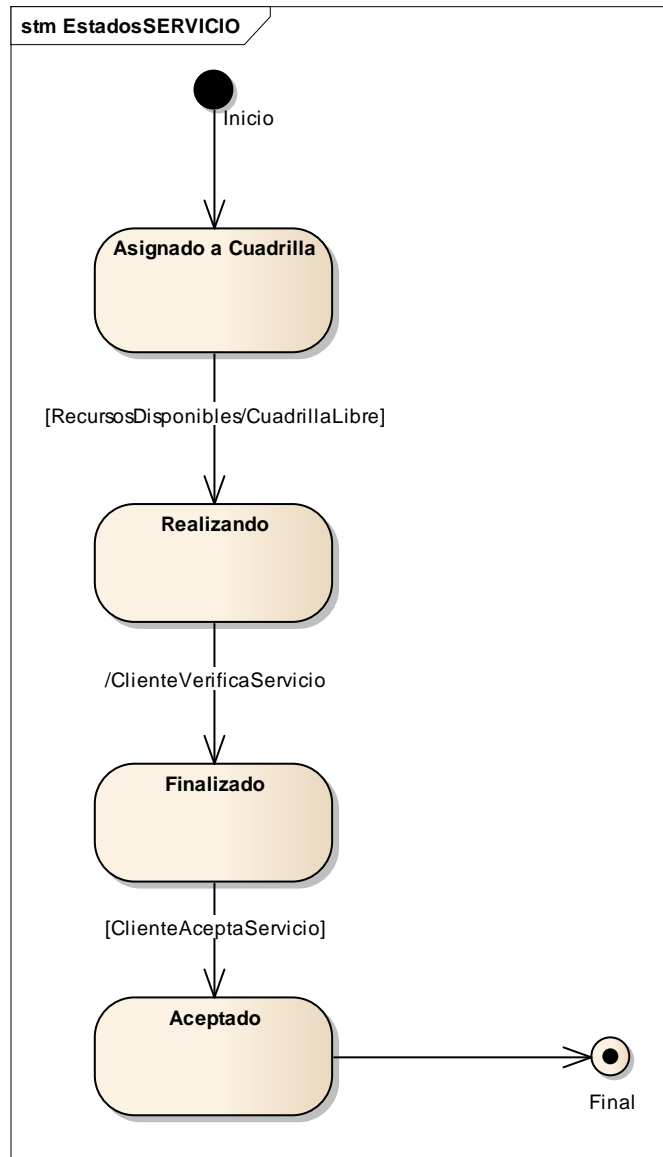 stm EstadosSERVICIO
Inicio
Asignado a Cuadrilla
[RecursosDisponibles/CuadrillaLibre]
Realizando
/ClienteVerificaServicio
Finalizado
[ClienteAceptaServicio]
Aceptado
Final